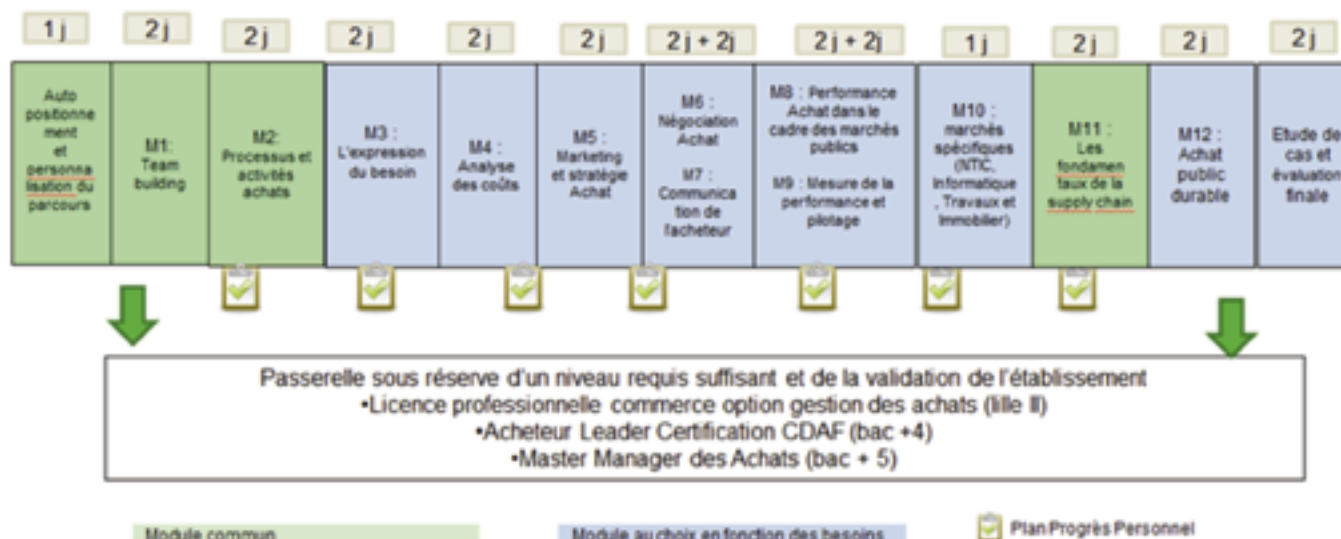 1 j
2 j
2 j
2 j
2 j
2 j
2 j + 2j
2 j + 2j
1 j
2 j
2 j
2 j
Auto
positionne
ment
et
personna
lisation du
parcours
M1:
Team
building
M2:
Processus et
activités
achats
M3 :
L'expression
du besoin
M4 :
Analyse
des coûts
M5 :
Marketing
et stratégie
Achat
M6 :
Négociation
Achat
M7 :
Communica
tion de
l'acheteur
M8 : Performance
Achat dans le
cadre des marchés
publics
M9 : Mesure de la
performance et
pilotage
M10 :
marchés
spécifiques
(NTIC,
Informatique
, Travaux et
Immobilier)
M11 :
Les
fondamen
taux de la
supply chain
M12 :
Achat
public
durable
Etude de
cas et
évaluation
finale
Passerelle sous réserve d'un niveau requis suffisant et de la validation de l'établissement
•Licence professionnelle commerce option gestion des achats (lille II)
•Acheteur Leader Certification CDAF (bac +4)
•Master Manager des Achats (bac + 5)
Module commun
Module au choix en fonction des besoins
Plan Progrès Personnel